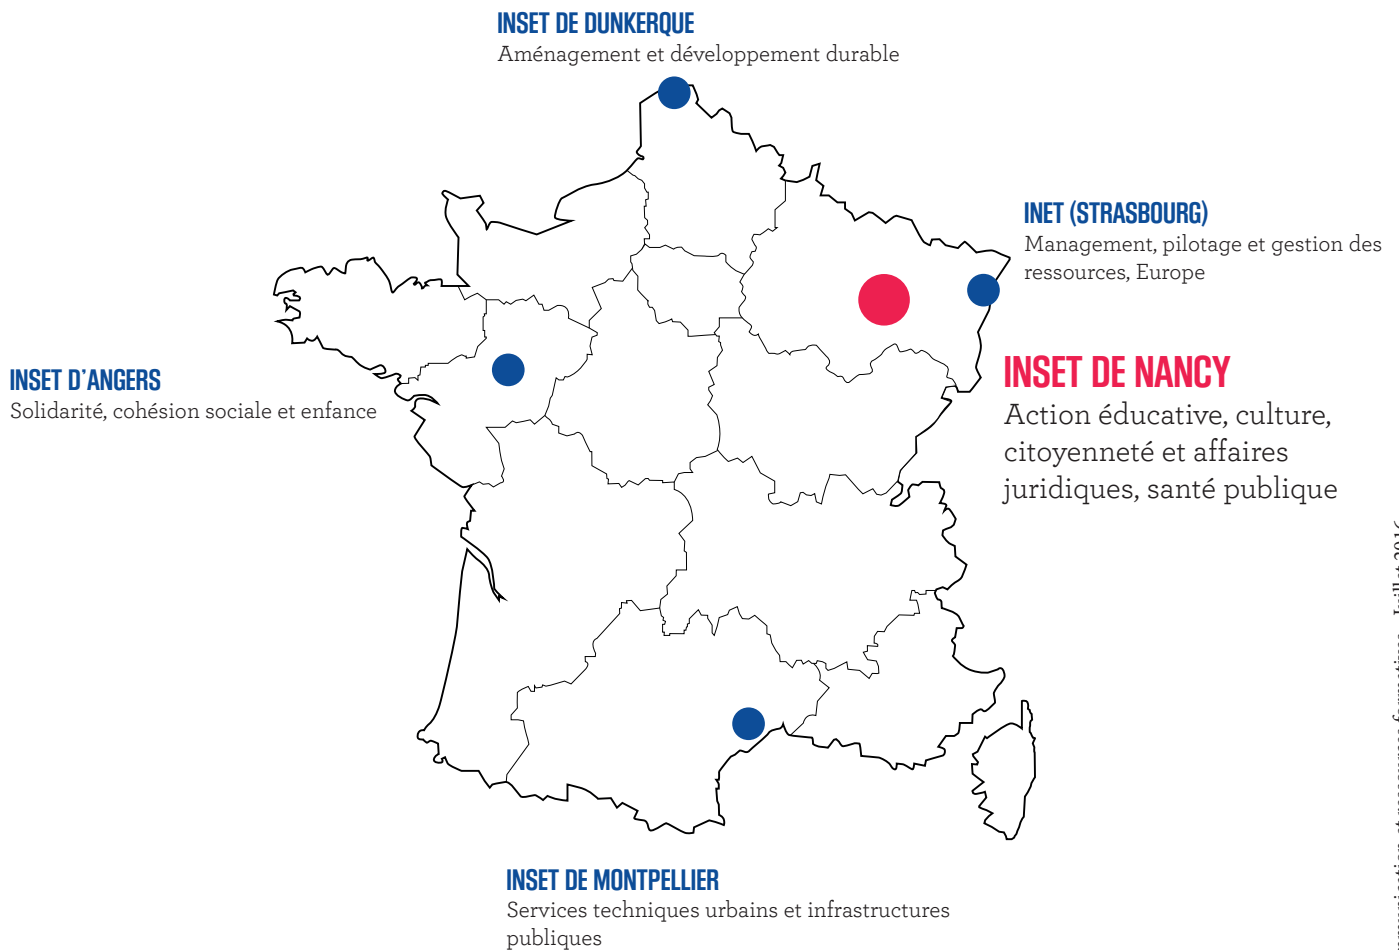 INSET DE DUNKERQUE
Aménagement et développement durable
INET (STRASBOURG)
Management, pilotage et gestion des
ressources, Europe
INSET D'ANGERS
Solidarité, cohésion sociale et enfance
INSET DE NANCY
Action éducative, culture,
citoyenneté et affaires
juridiques, santé publique
INSET DE MONTPELLIER
Services techniques urbains et infrastructures
publiques